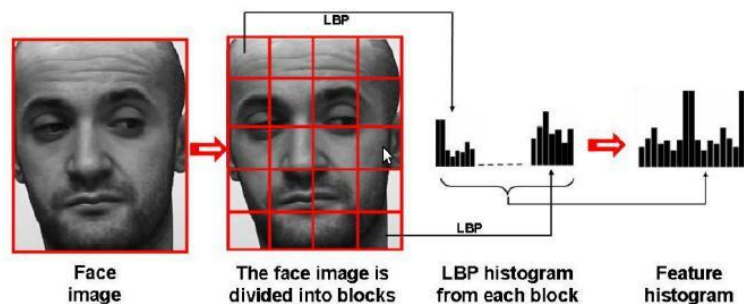 LBP
LBP
Face
image
The face image is
divided into blocks
LBP histogram
from each block
Feature
histogram